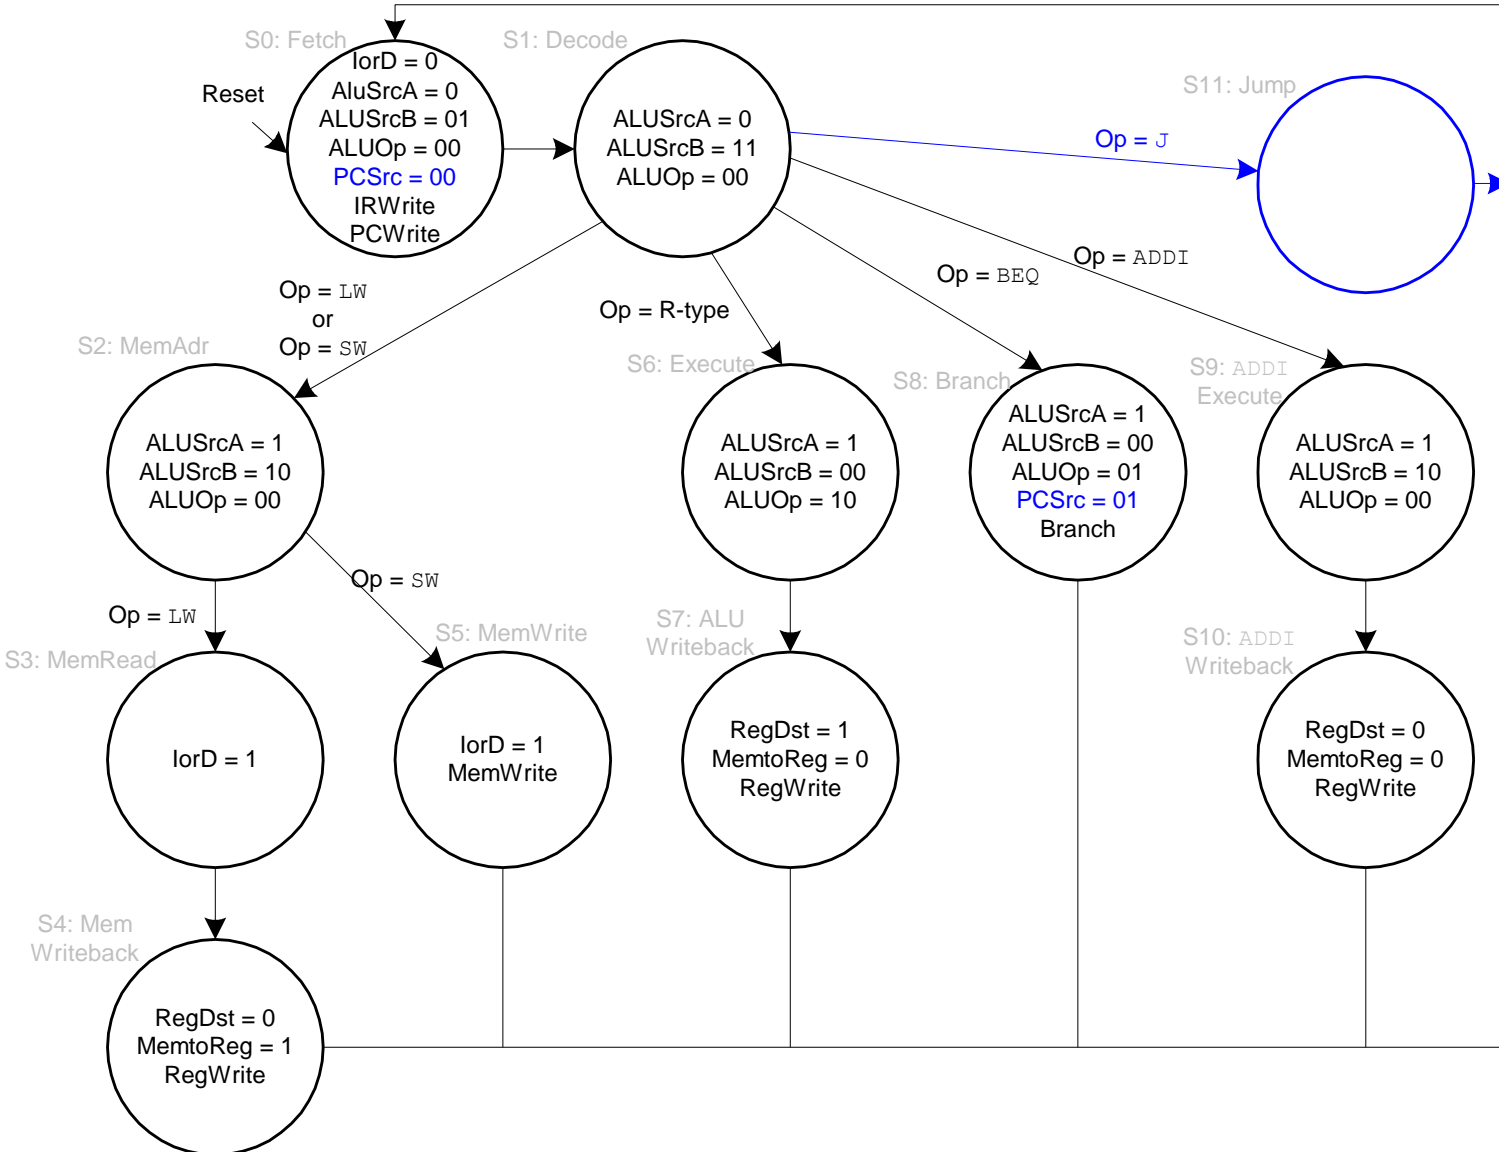 S0: Fetch
S1: Decode
S11: Jump
Reset
IorD = 0
AluSrcA = 0
ALUSrcB = 01
ALUOp = 00
PCSrc = 00
IRWrite
PCWrite
ALUSrcA = 0
ALUSrcB = 11
ALUOp = 00
Op = J
Op = LW
or
Op = SW
Op = R-type
Op = BEQ
Op = ADDI
S2: MemAdr
S6: Execute
S8: Branch
S9: ADDI
Execute
ALUSrcA = 1
ALUSrcB = 10
ALUOp = 00
ALUSrcA = 1
ALUSrcB = 00
ALUOp = 10
ALUSrcA = 1
ALUSrcB = 00
ALUOp = 01
PCSrc = 01
Branch
ALUSrcA = 1
ALUSrcB = 10
ALUOp = 00
Op = LW
Op = SW
S3: MemRead
S5: MemWrite
S7: ALU
Writeback
S10: ADDI
Writeback
IorD = 1
IorD = 1
MemWrite
RegDst = 1
MemtoReg = 0
RegWrite
RegDst = 0
MemtoReg = 0
RegWrite
S4: Mem
Writeback
RegDst = 0
MemtoReg = 1
RegWrite